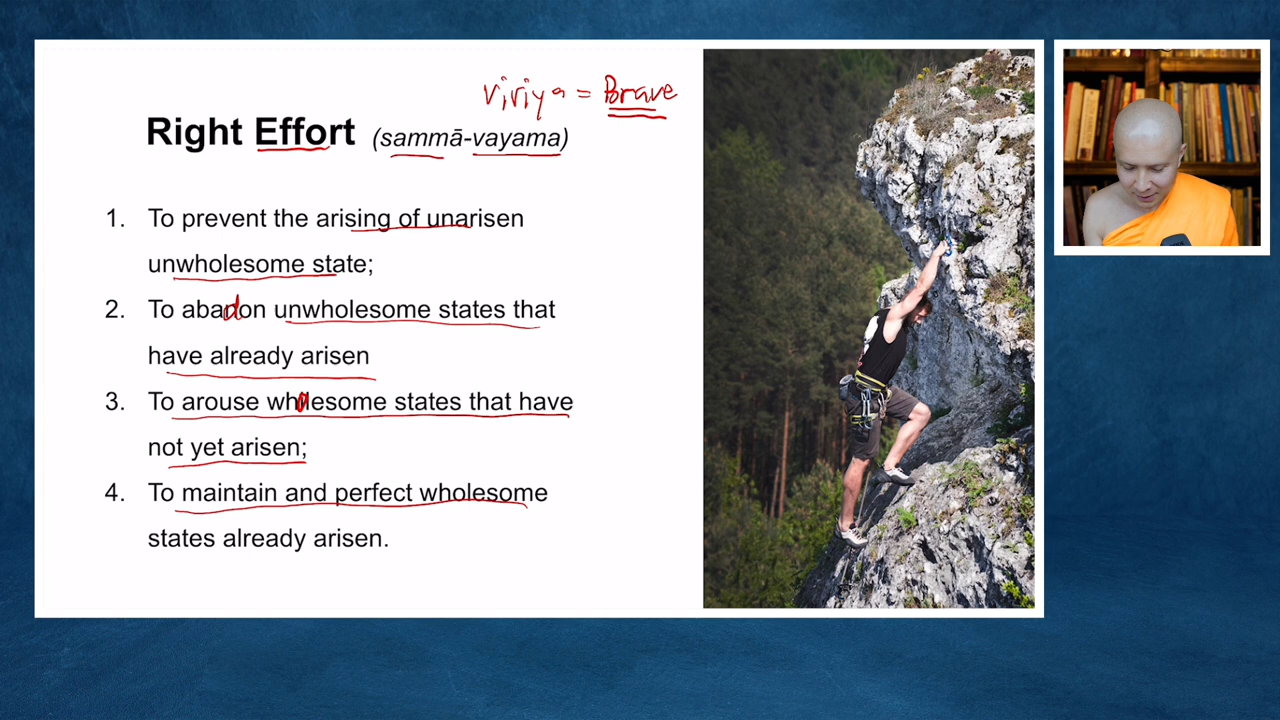 viriya = Brave
Right Effort (sammā-vayama)
1. To prevent the arising of unarisen
unwholesome state;
2. To abadon unwholesome states that
have already arisen
3. To arouse wholesome states that have
not yet arisen;
4. To maintain and perfect wholesome
states already arisen.